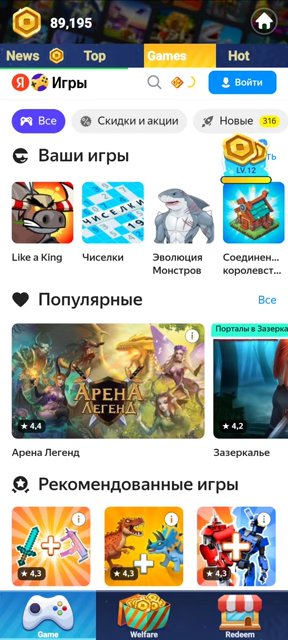 89,195
News Top Games Hot
Я Игры Войти
Все Скидки и акции Новые 316
Ваши игры
LV.12
ЧИСЕЛКИ
19
Like a King Чиселки Эволюция Монстров Соединен... королевст...
Популярные Все
Порталы в Зазерка
АРЕНА
ЛЕГЕНД
4,4 4,2
Арена Легенд Зазеркалье
Рекомендованные игры
4,3 4,3 4,3
Game Welfare Redeem